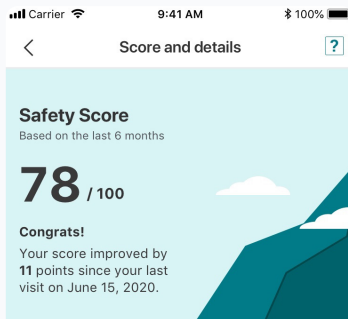 Carrier 9:41 AM 100%
Score and details ?
Safety Score
Based on the last 6 months
78 / 100
Congrats!
Your score improved by
11 points since your last
visit on June 15, 2020.